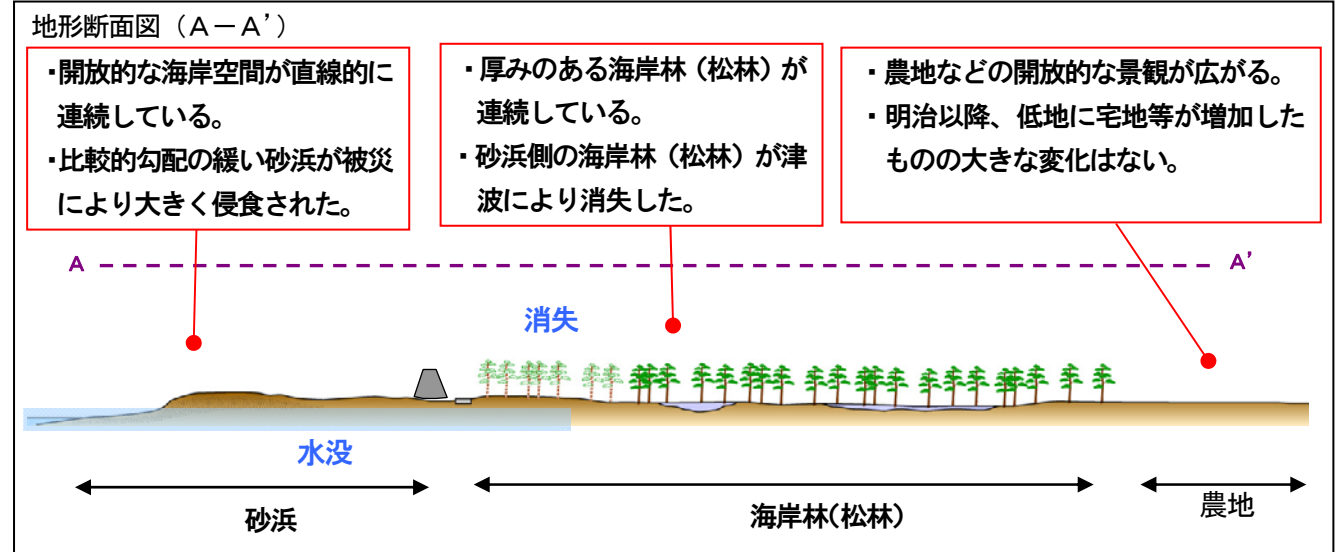 地形断面図（A－A’）
・開放的な海岸空間が直線的に
連続している。
・比較的勾配の緩い砂浜が被災
により大きく侵食された。
・厚みのある海岸林（松林）が
連続している。
・砂浜側の海岸林（松林）が津
波により消失した。
・農地などの開放的な景観が広がる。
・明治以降、低地に宅地等が増加した
ものの大きな変化はない。
A
A’
消失
水没
砂浜
海岸林（松林）
農地